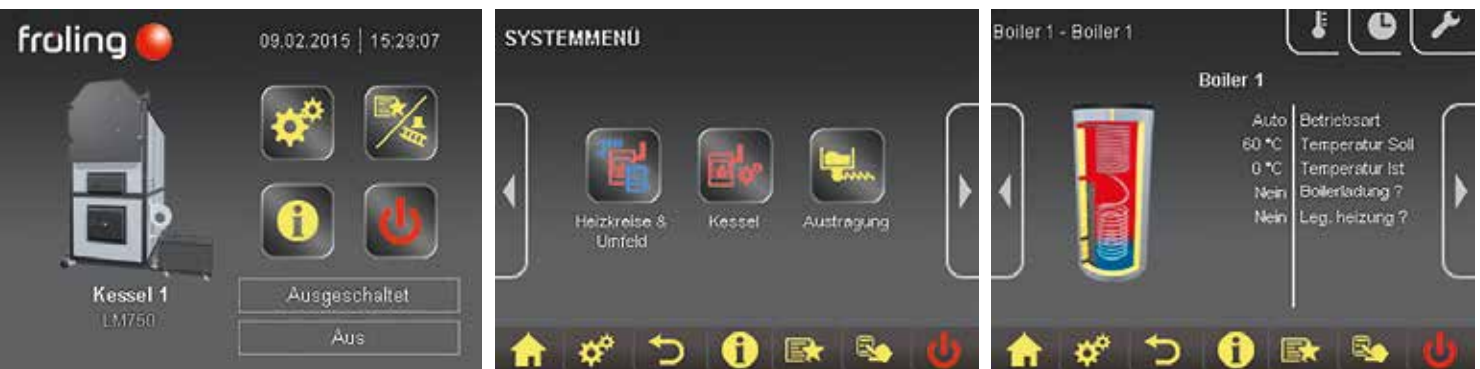 fröling
09.02.2015 | 15:29:07
Kessel 1
LM750
Ausgeschaltet
Aus
SYSTEMMENÜ
Heizkreise &
Umfeld
Kessel
Austragung
Boiler 1 - Boiler 1
Boiler 1
Auto Betriebsart
60 °C Temperatur Soll
0 °C Temperatur Ist
Nein Boilerladung ?
Nein Leg. heizung ?